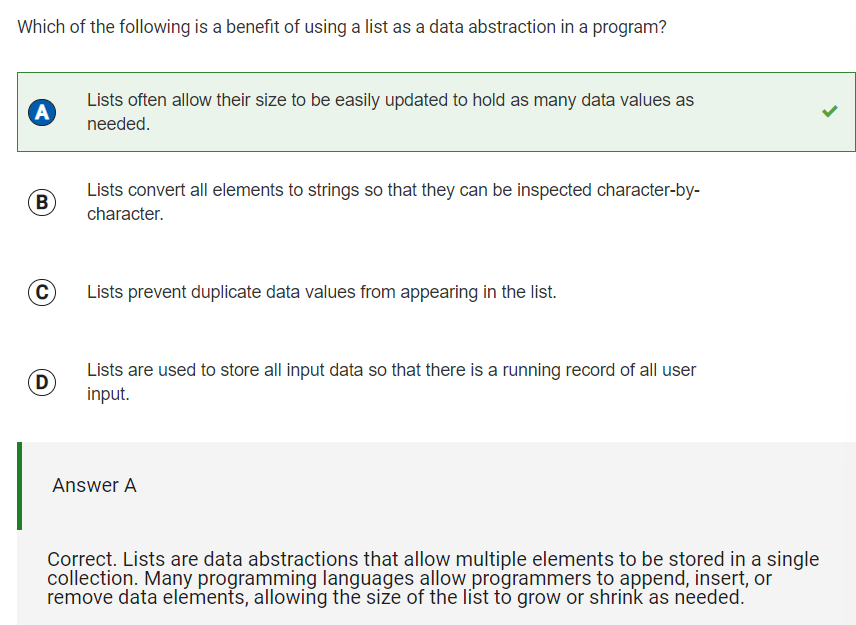 Which of the following is a benefit of using a list as a data abstraction in a program?
A
Lists often allow their size to be easily updated to hold as many data values as
needed.
B
Lists convert all elements to strings so that they can be inspected character-by-
character.
C
Lists prevent duplicate data values from appearing in the list.
D
Lists are used to store all input data so that there is a running record of all user
input.
Answer A
Correct. Lists are data abstractions that allow multiple elements to be stored in a single
collection. Many programming languages allow programmers to append, insert, or
remove data elements, allowing the size of the list to grow or shrink as needed.